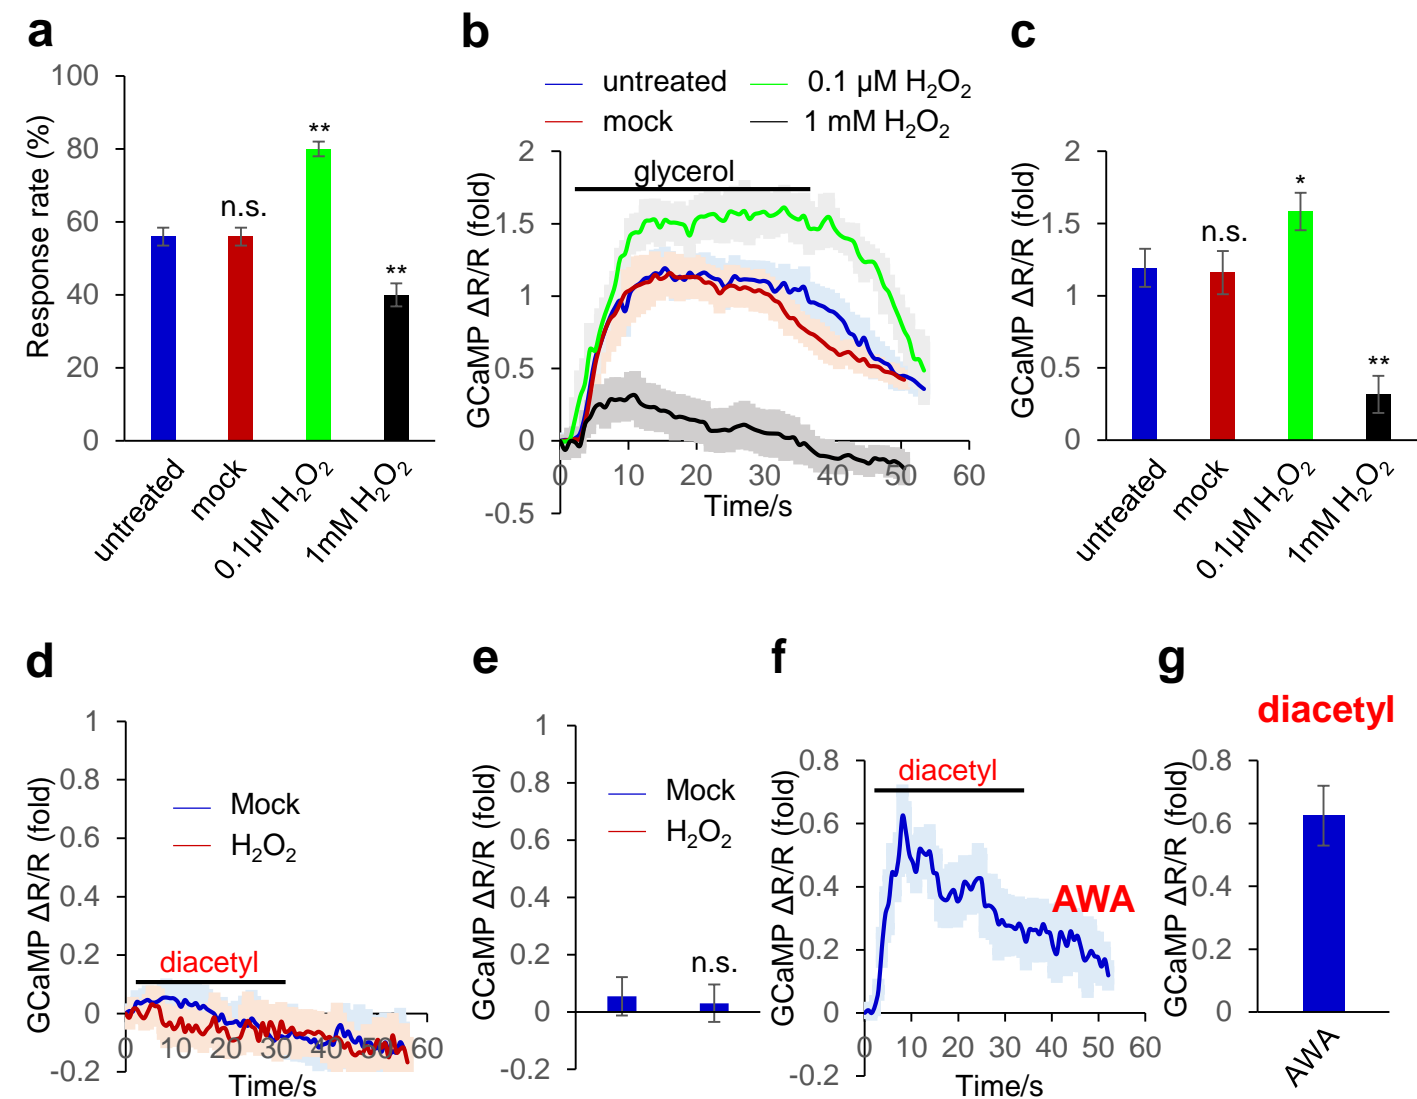 a
Response rate (%)
100
80
60
40
20
0
**
n.s.
**
untreated
mock
0.1µM H₂O₂
1mM H₂O₂
b
untreated
0.1 µM H₂O₂
mock
1 mM H₂O₂
GCaMP ΔR/R (fold)
2
1.5
1
0.5
0
-0.5
glycerol
0 10 20 30 40 50 60
Time/s
c
GCaMP ΔR/R (fold)
2
1.5
1
0.5
0
*
n.s.
**
untreated
mock
0.1µM H₂O₂
1mM H₂O₂
d
GCaMP ΔR/R (fold)
1
0.8
0.6
0.4
0.2
0
-0.2
Mock
H₂O₂
diacetyl
0 10 20 30 40 50 60
Time/s
e
GCaMP ΔR/R (fold)
1
0.8
0.6
0.4
0.2
0
-0.2
Mock
H₂O₂
n.s.
f
GCaMP ΔR/R (fold)
0.8
0.6
0.4
0.2
0
-0.2
diacetyl
AWA
0 10 20 30 40 50 60
Time/s
g
diacetyl
GCaMP ΔR/R (fold)
0.8
0.6
0.4
0.2
0
AWA